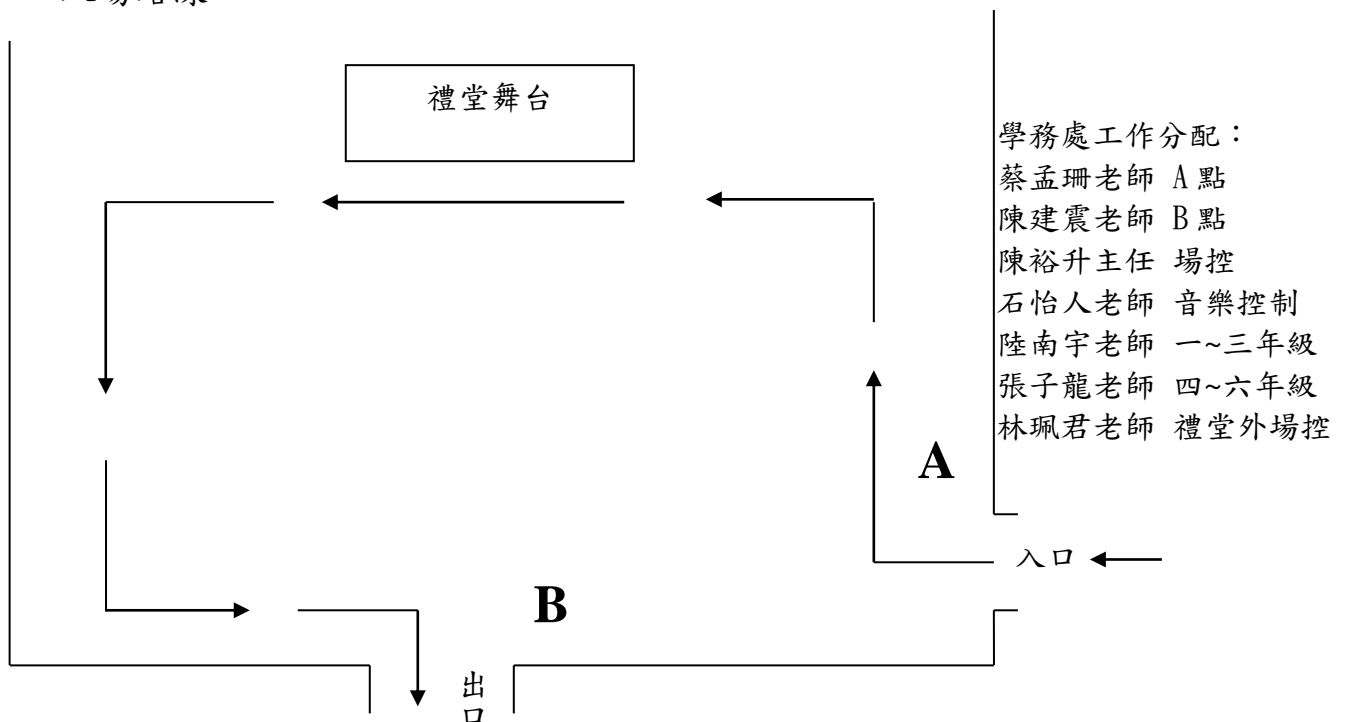 禮堂舞台
學務處工作分配：
蔡孟珊老師 A 點
陳建震老師 B 點
陳裕升主任 場控
石怡人老師 音樂控制
陸南宇老師 一~三年級
張子龍老師 四~六年級
林珮君老師 禮堂外場控
A
入口
B
出口